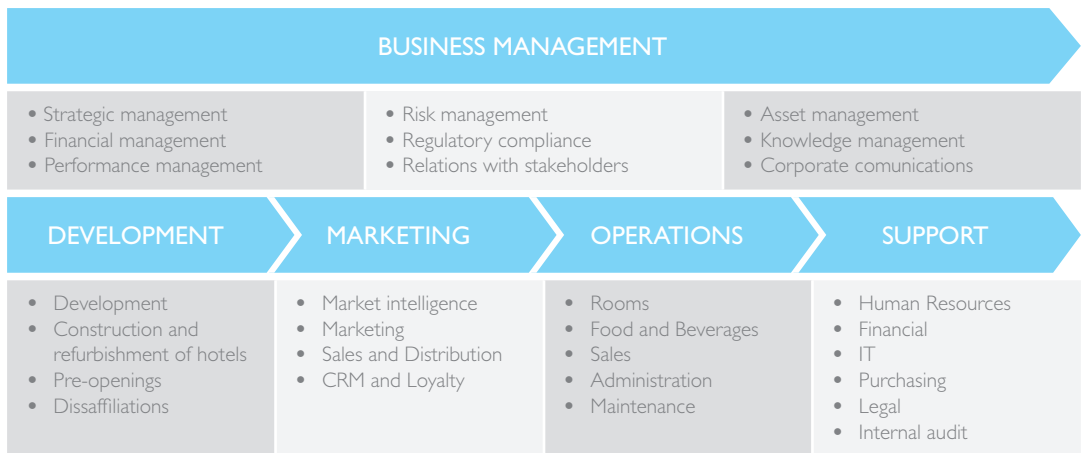 BUSINESS MANAGEMENT
• Strategic management
• Financial management
• Performance management
• Risk management
• Regulatory compliance
• Relations with stakeholders
• Asset management
• Knowledge management
• Corporate comunications
DEVELOPMENT
MARKETING
OPERATIONS
SUPPORT
• Development
• Construction and
refurbishment of hotels
• Pre-openings
• Dissaffiliations
• Market intelligence
• Marketing
• Sales and Distribution
• CRM and Loyalty
• Rooms
• Food and Beverages
• Sales
• Administration
• Maintenance
• Human Resources
• Financial
• IT
• Purchasing
• Legal
• Internal audit